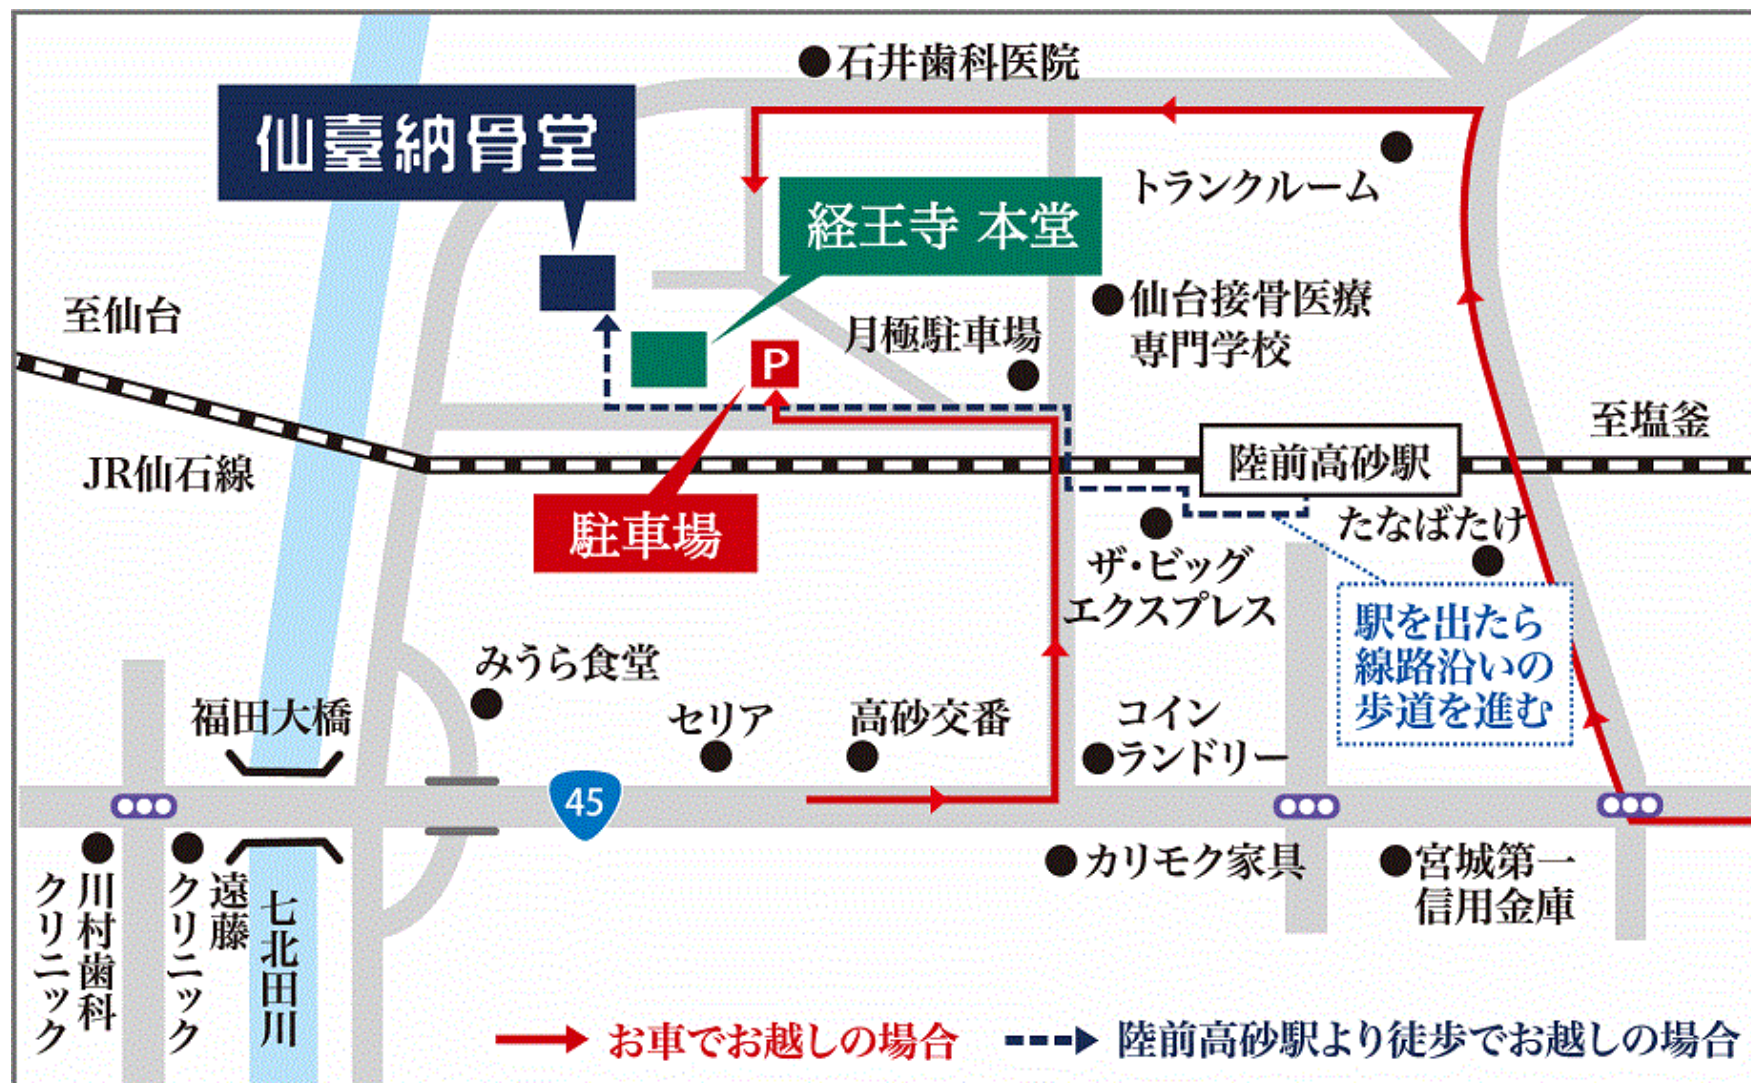 石井歯科医院
仙臺納骨堂
トランクルーム
経王寺 本堂
仙台接骨医療
専門学校
至仙台
月極駐車場
P
至塩釜
JR仙石線
陸前高砂駅
駐車場
たなばたけ
ザ・ビッグ
エクスプレス
駅を出たら
線路沿いの
歩道を進む
みうら食堂
福田大橋
セリア
高砂交番
コイン
ランドリー
45
カリモク家具
宮城第一
信用金庫
川村歯科
クリニック
遠藤
クリニック
七北田川
お車でお越しの場合
陸前高砂駅より徒歩でお越しの場合